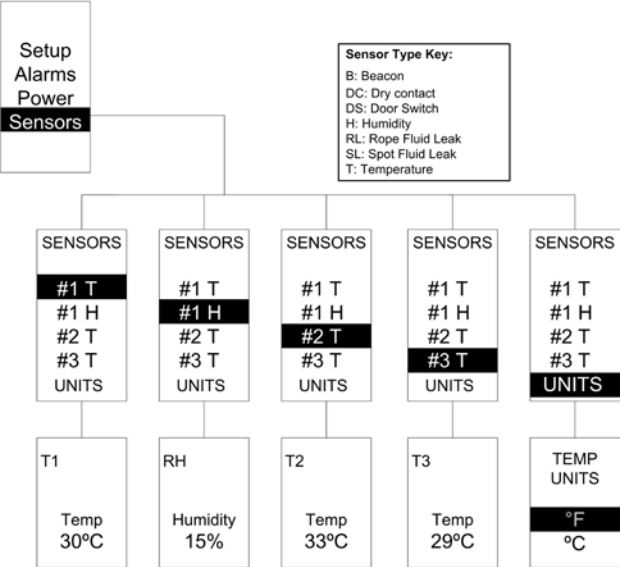 Setup
Alarms
Power
Sensors
Sensor Type Key:
B: Beacon
DC: Dry contact
DS: Door Switch
H: Humidity
RL: Rope Fluid Leak
SL: Spot Fluid Leak
T: Temperature
SENSORS
#1 T
#1 H
#2 T
#3 T
UNITS
SENSORS
#1 T
#1 H
#2 T
#3 T
UNITS
SENSORS
#1 T
#1 H
#2 T
#3 T
UNITS
SENSORS
#1 T
#1 H
#2 T
#3 T
UNITS
SENSORS
#1 T
#1 H
#2 T
#3 T
UNITS
T1
Temp
30ºC
RH
Humidity
15%
T2
Temp
33ºC
T3
Temp
29ºC
TEMP
UNITS
°F
ºC